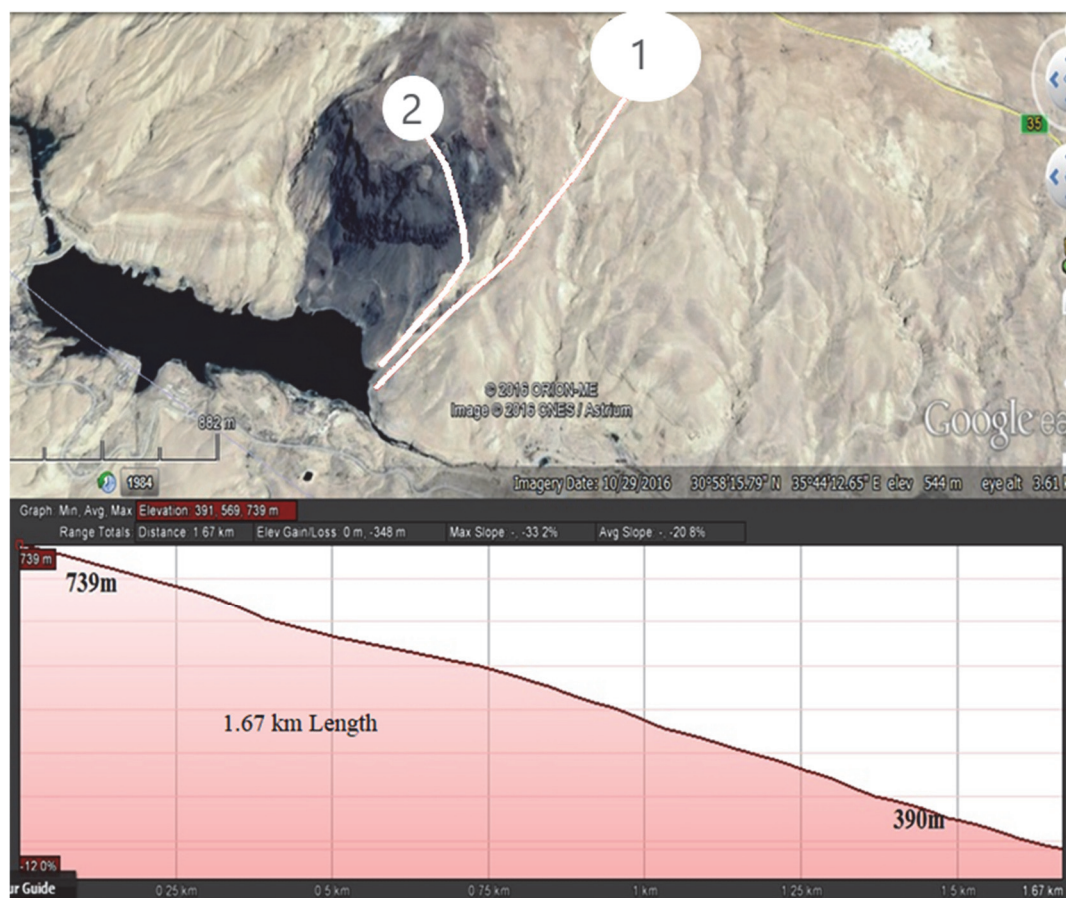 1
2
35
© 2016 ORION-ME
Image © 2016 CNES / Astrium
Google ea
882 m
1984
Imagery Date: 10/29/2016 30°58'15.79" N 35°44'12.65" E elev 544 m eye alt 3.61 k
Graph: Min, Avg, Max Elevation: 391, 569, 739 m
Range Totals: Distance: 1.67 km Elev Gain/Loss: 0 m, -348 m Max Slope: -, -33.2% Avg Slope: -, -20.8%
739 m
739m
1.67 km Length
390m
-12.0%
ur Guide
0.25 km 0.5 km 0.75 km 1 km 1.25 km 1.5 km 1.67 km